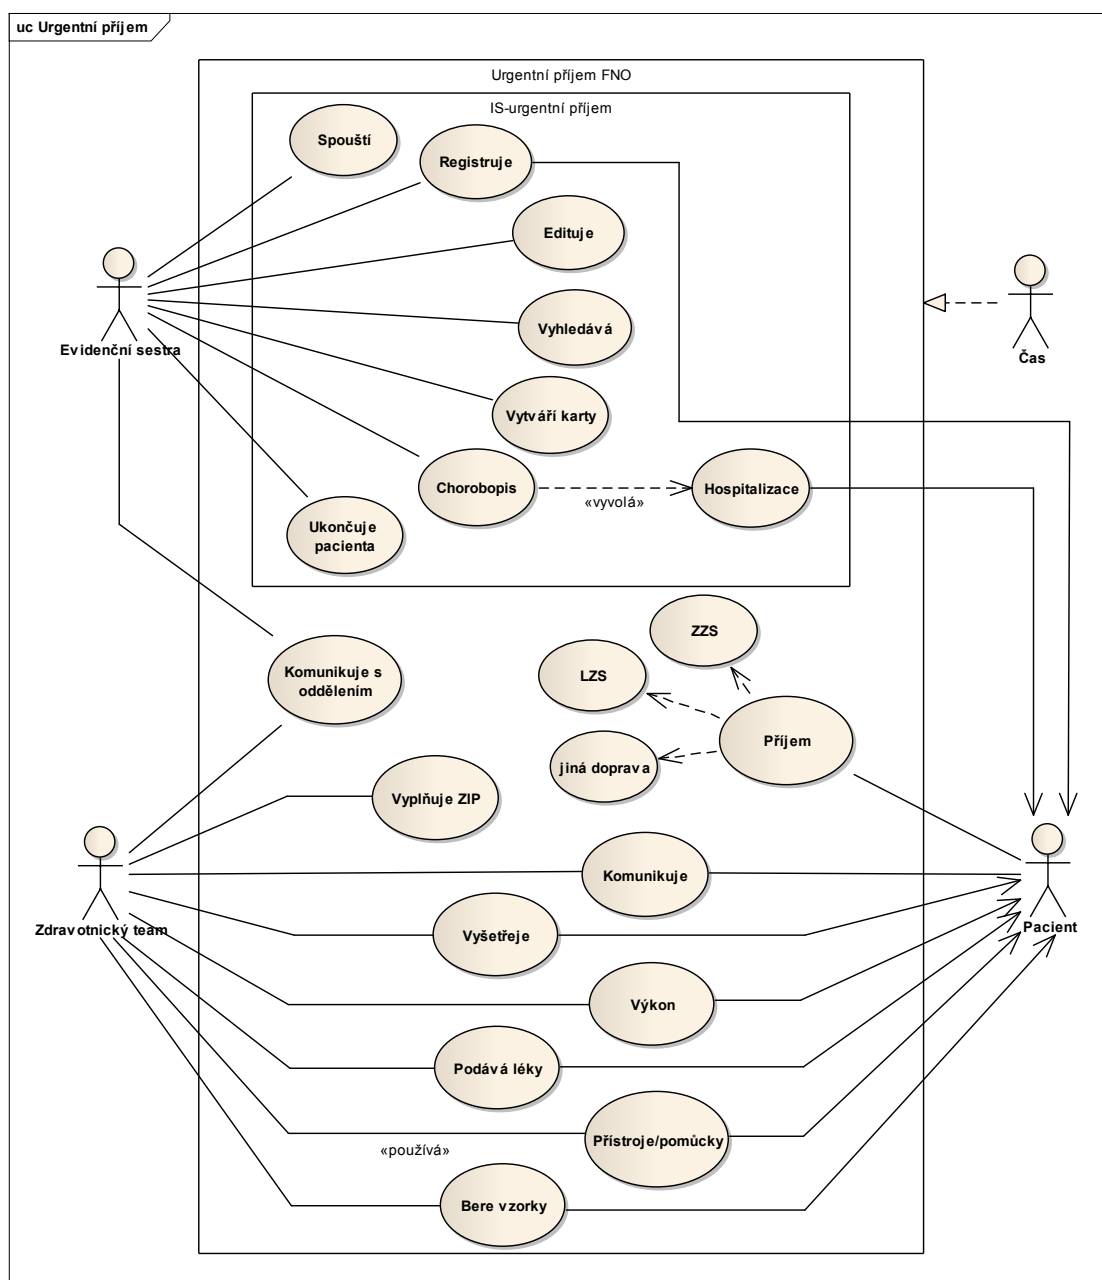 uc Urgentní příjem
Urgentní příjem FNO
IS-urgentní příjem
Spouští
Registruje
Edituje
Vyhledává
Vytváří karty
Chorobopis
«vyvolá»
Hospitalizace
Ukončuje
pacienta
Evidenční sestra
Čas
Komunikuje s
oddělením
ZZS
LZS
jiná doprava
Příjem
Vyplňuje ZIP
Komunikuje
Zdravotnický team
Vyšetřeje
Pacient
Výkon
Podává léky
Přístroje/pomůcky
«používá»
Bere vzorky